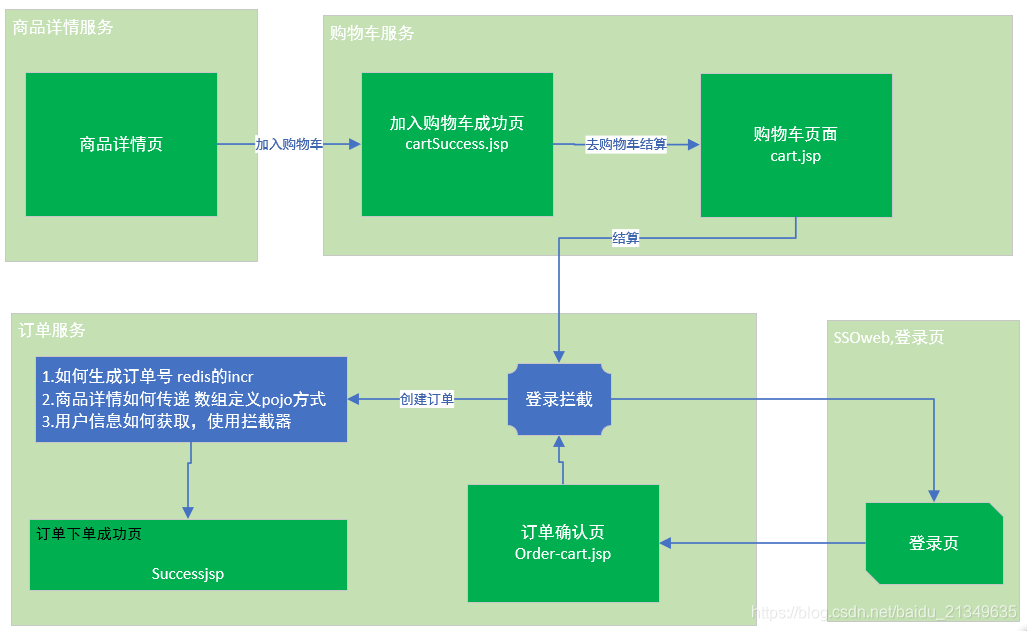 商品详情服务
商品详情页
加入购物车
购物车服务
加入购物车成功页
cartSuccess.jsp
去购物车结算
购物车页面
cart.jsp
结算
订单服务
1.如何生成订单号 redis的incr
2.商品详情如何传递 数组定义pojo方式
3.用户信息如何获取，使用拦截器
创建订单
登录拦截
订单下单成功页
Successjsp
订单确认页
Order-cart.jsp
SSOweb,登录页
登录页
https://blog.csdn.net/baidu_21349635